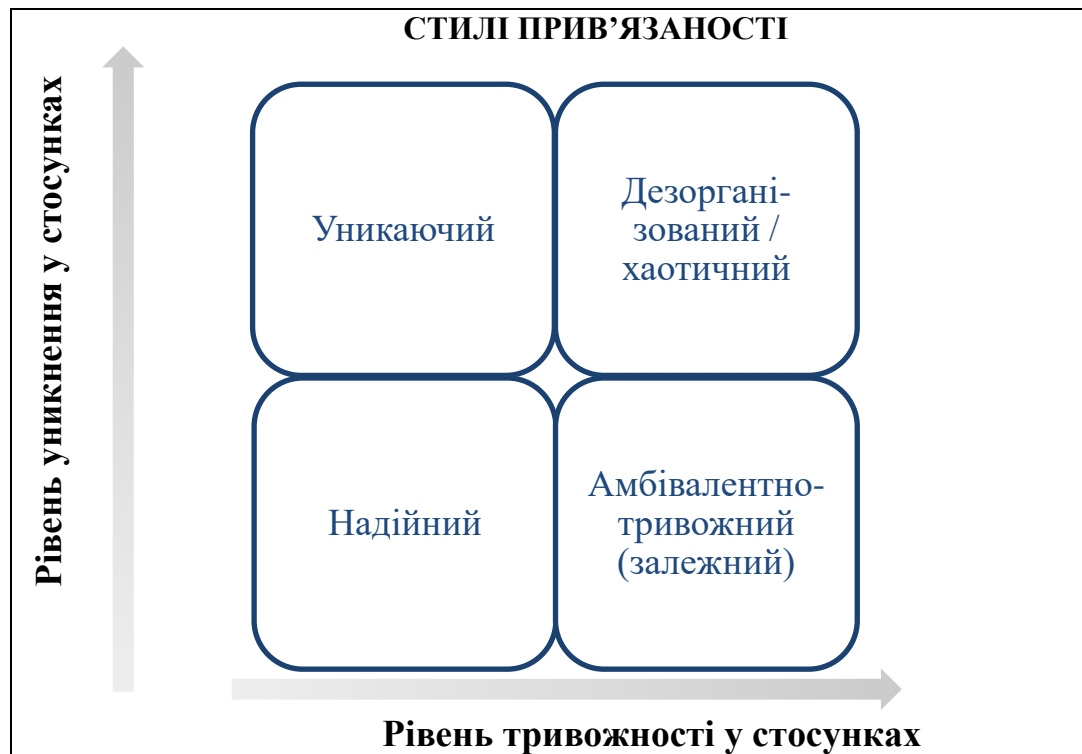 СТИЛІ ПРИВ’ЯЗАНОСТІ
Рівень уникнення у стосунках
Уникаючий
Дезоргані-
зований /
хаотичний
Надійний
Амбівалентно-
тривожний
(залежний)
Рівень тривожності у стосунках